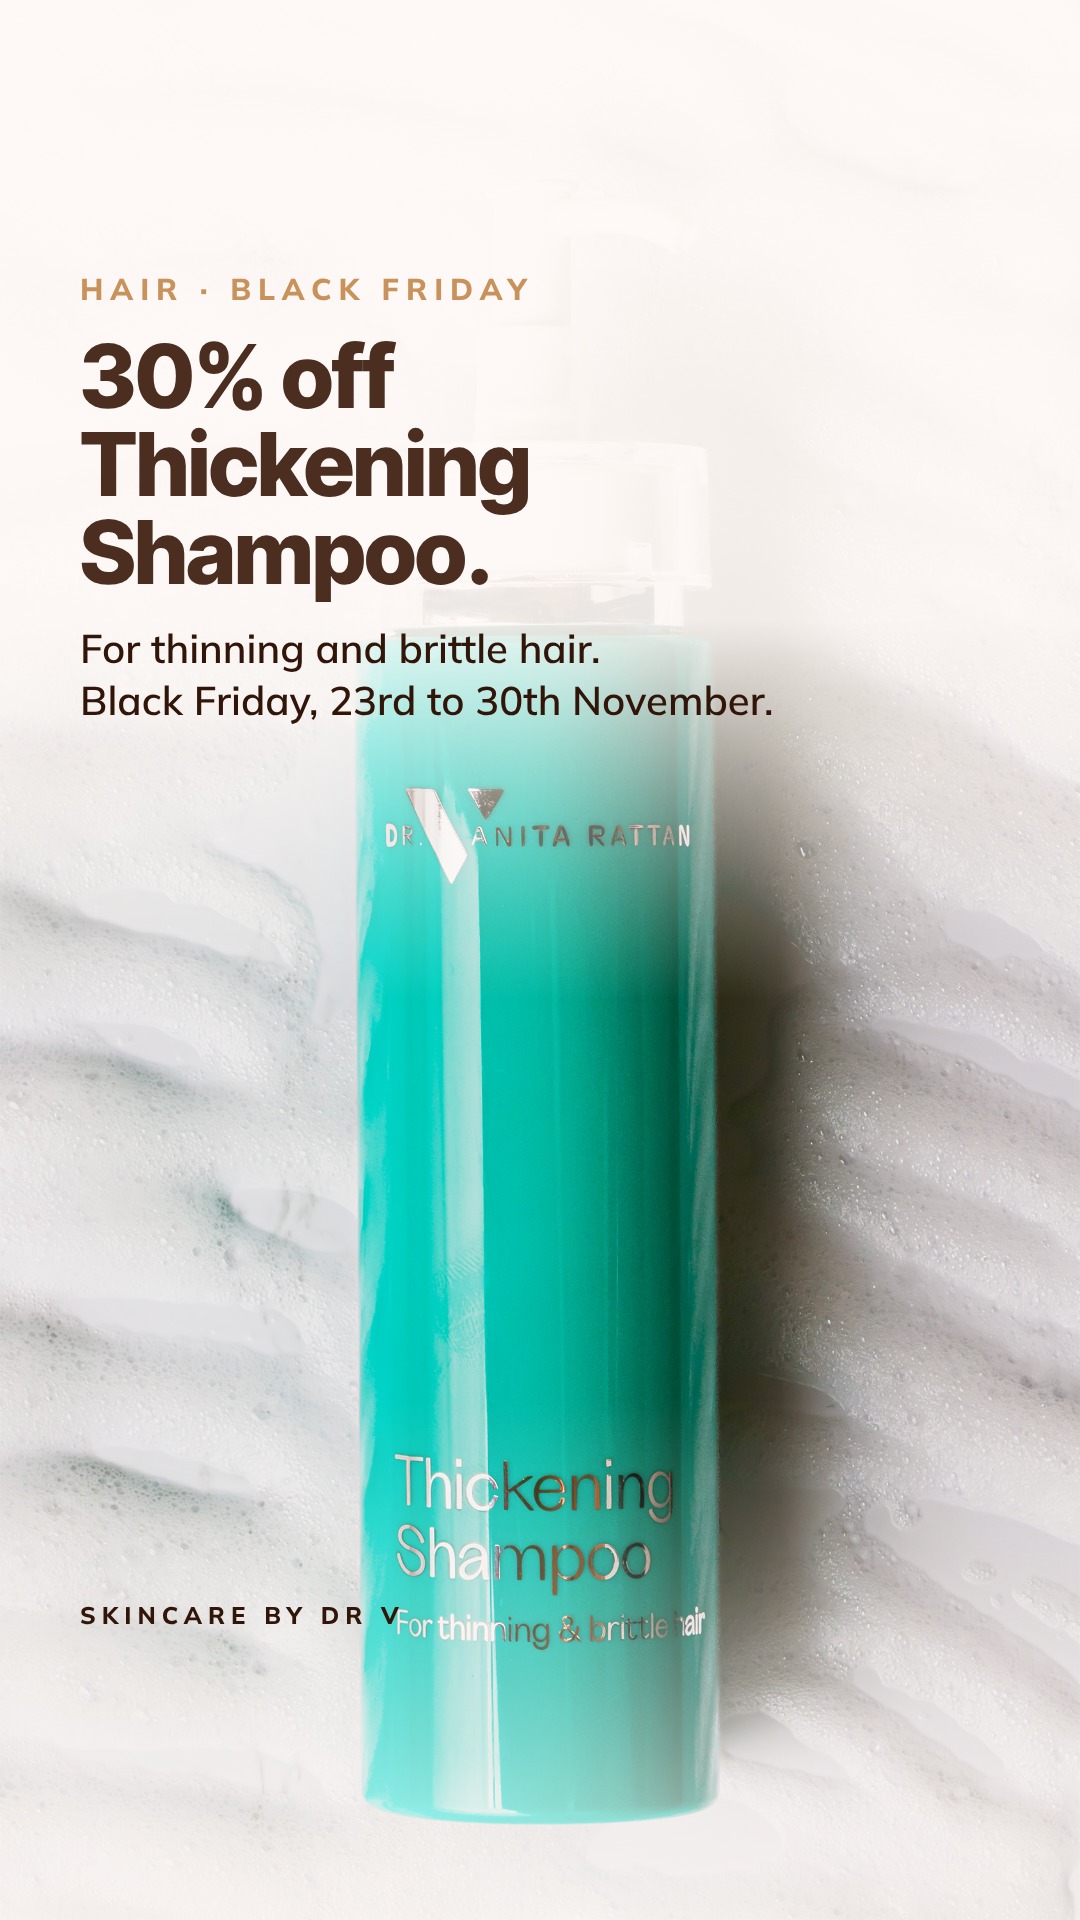 HAIR · BLACK FRIDAY
30% off
Thickening
Shampoo.
For thinning and brittle hair.
Black Friday, 23rd to 30th November.
DR. VANITA RATTAN
Thickening
Shampoo
SKINCARE BY DR V
For thinning & brittle hair